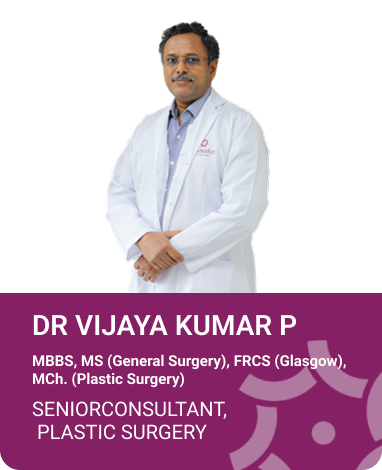 DR VIJAYA KUMAR P
MBBS, MS (General Surgery), FRCS (Glasgow),
MCh. (Plastic Surgery)
SENIORCONSULTANT,
PLASTIC SURGERY